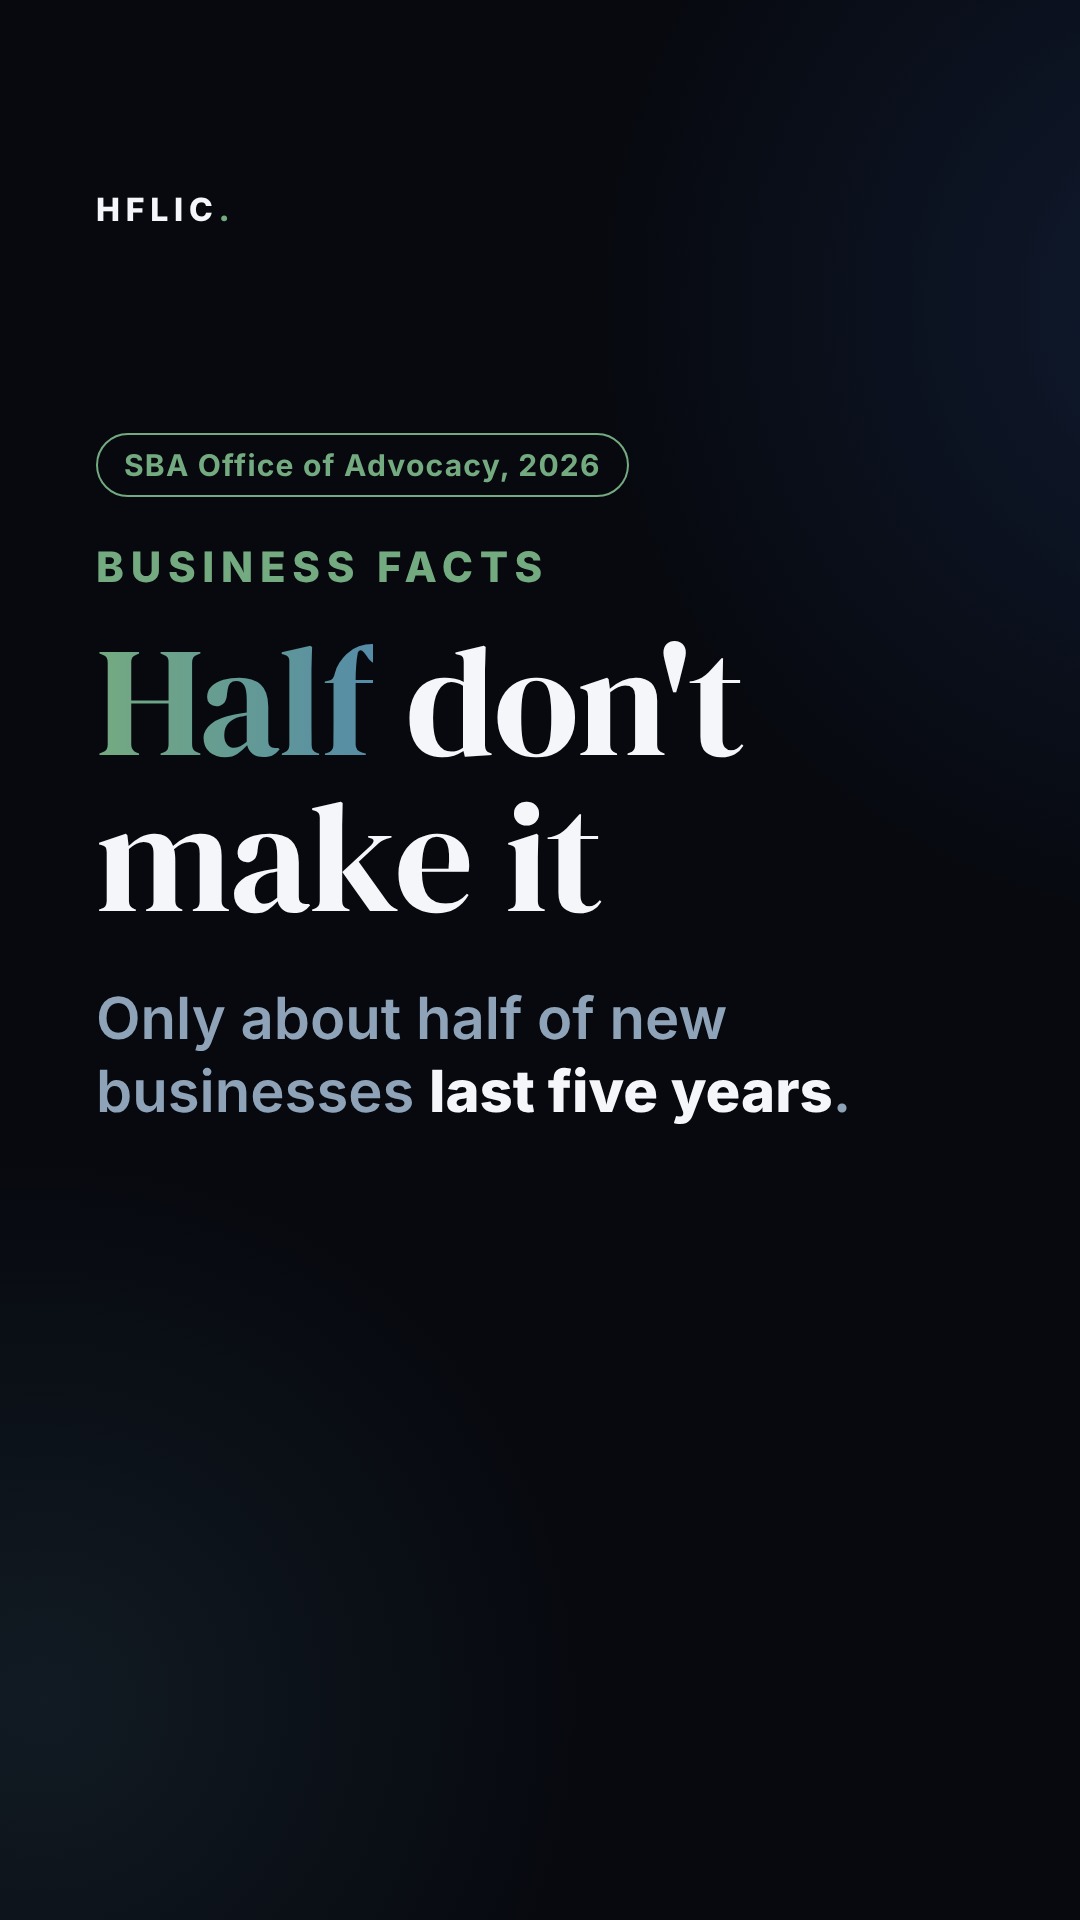 HFLIC.
SBA Office of Advocacy, 2026
BUSINESS FACTS
Half don't
make it
Only about half of new
businesses last five years.